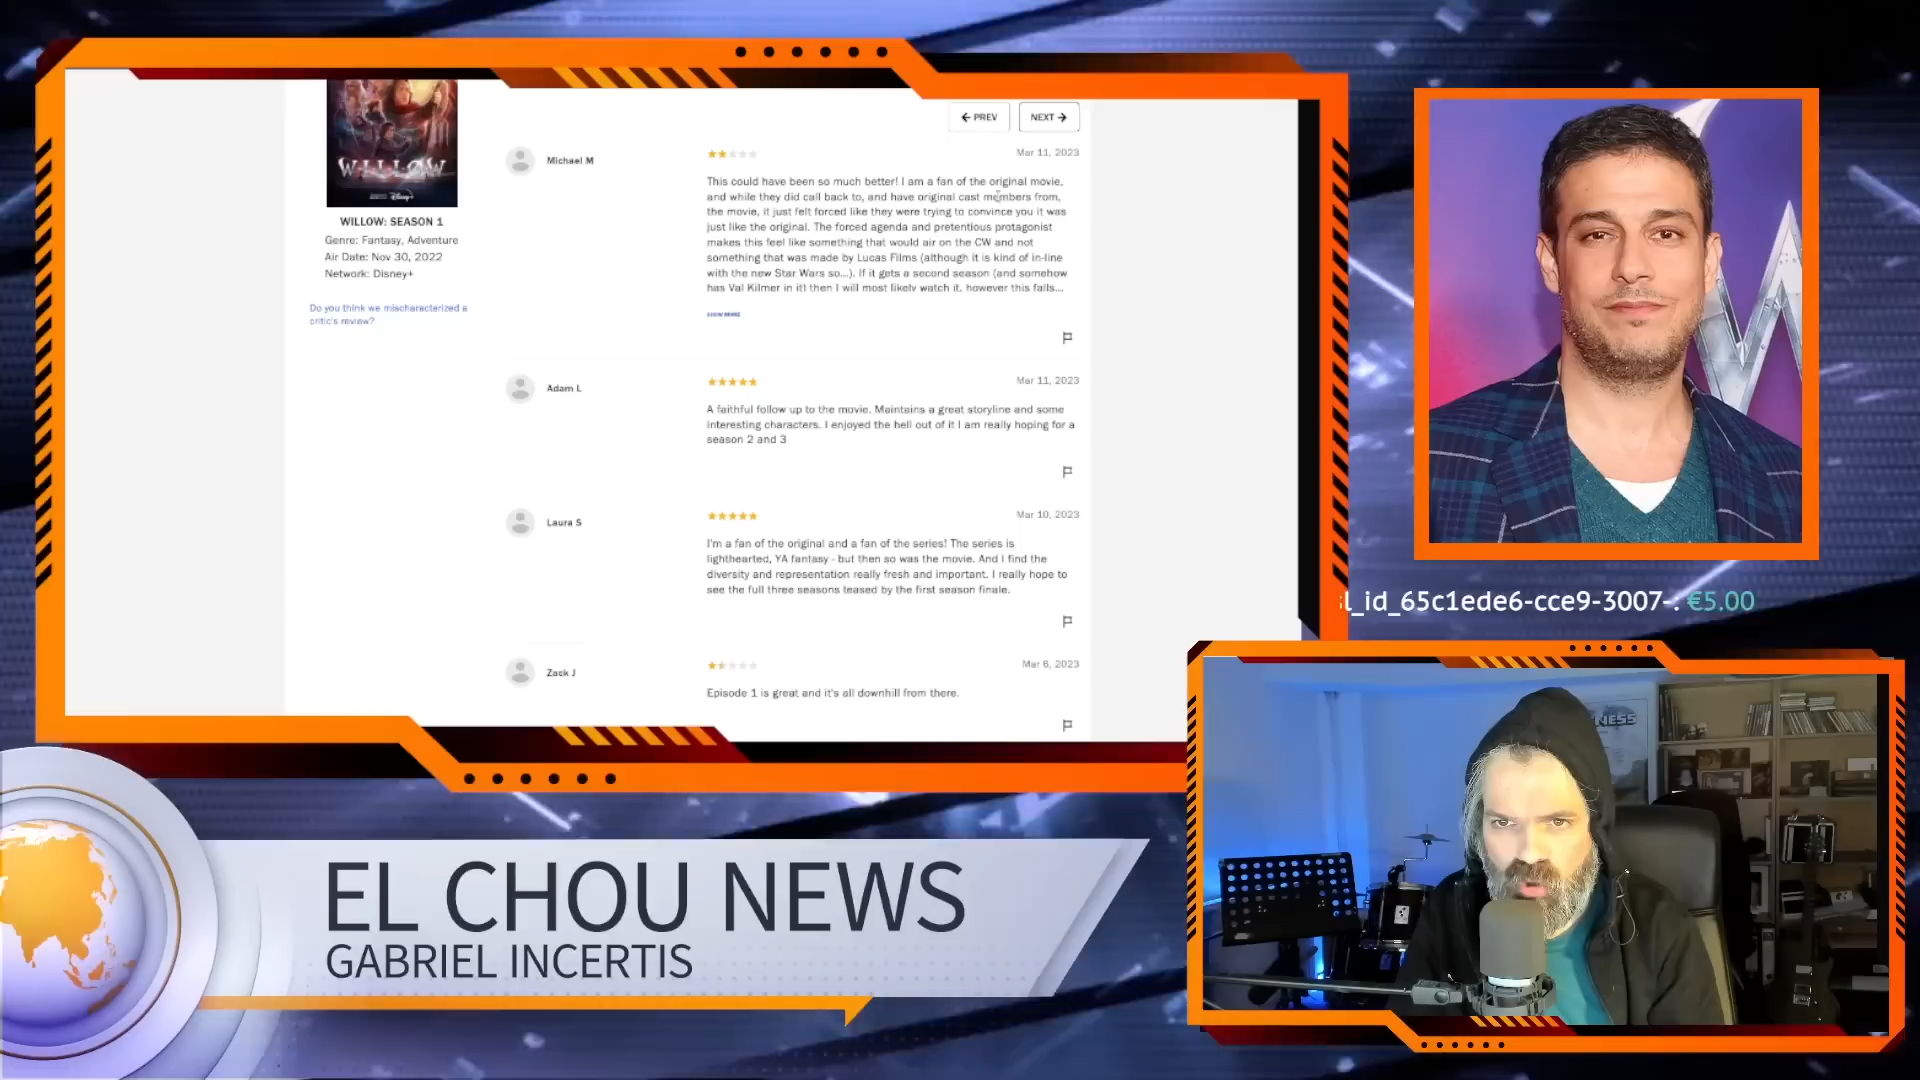 WILLOW
Disney+
WILLOW: SEASON 1
Genre: Fantasy, Adventure
Air Date: Nov 30, 2022
Network: Disney+
Do you think we mischaracterized a
critic's review?
← PREV
NEXT →
Michael M
Mar 11, 2023
This could have been so much better! I am a fan of the original movie,
and while they did call back to, and have original cast members from,
the movie, it just felt forced like they were trying to convince you it was
just like the original. The forced agenda and pretentious protagonist
makes this feel like something that would air on the CW and not
something that was made by Lucas Films (although it is kind of in-line
with the new Star Wars so...). If it gets a second season (and somehow
has Val Kilmer in it) then I will most likely watch it, however this falls...
SHOW MORE
Adam L
Mar 11, 2023
A faithful follow up to the movie. Maintains a great storyline and some
interesting characters. I enjoyed the hell out of it I am really hoping for a
season 2 and 3
Laura S
Mar 10, 2023
I'm a fan of the original and a fan of the series! The series is
lighthearted, YA fantasy - but then so was the movie. And I find the
diversity and representation really fresh and important. I really hope to
see the full three seasons teased by the first season finale.
Zack J
Mar 6, 2023
Episode 1 is great and it's all downhill from there.
l_id_65c1ede6-cce9-3007-: €5.00
NESS
EL CHOU NEWS
GABRIEL INCERTIS